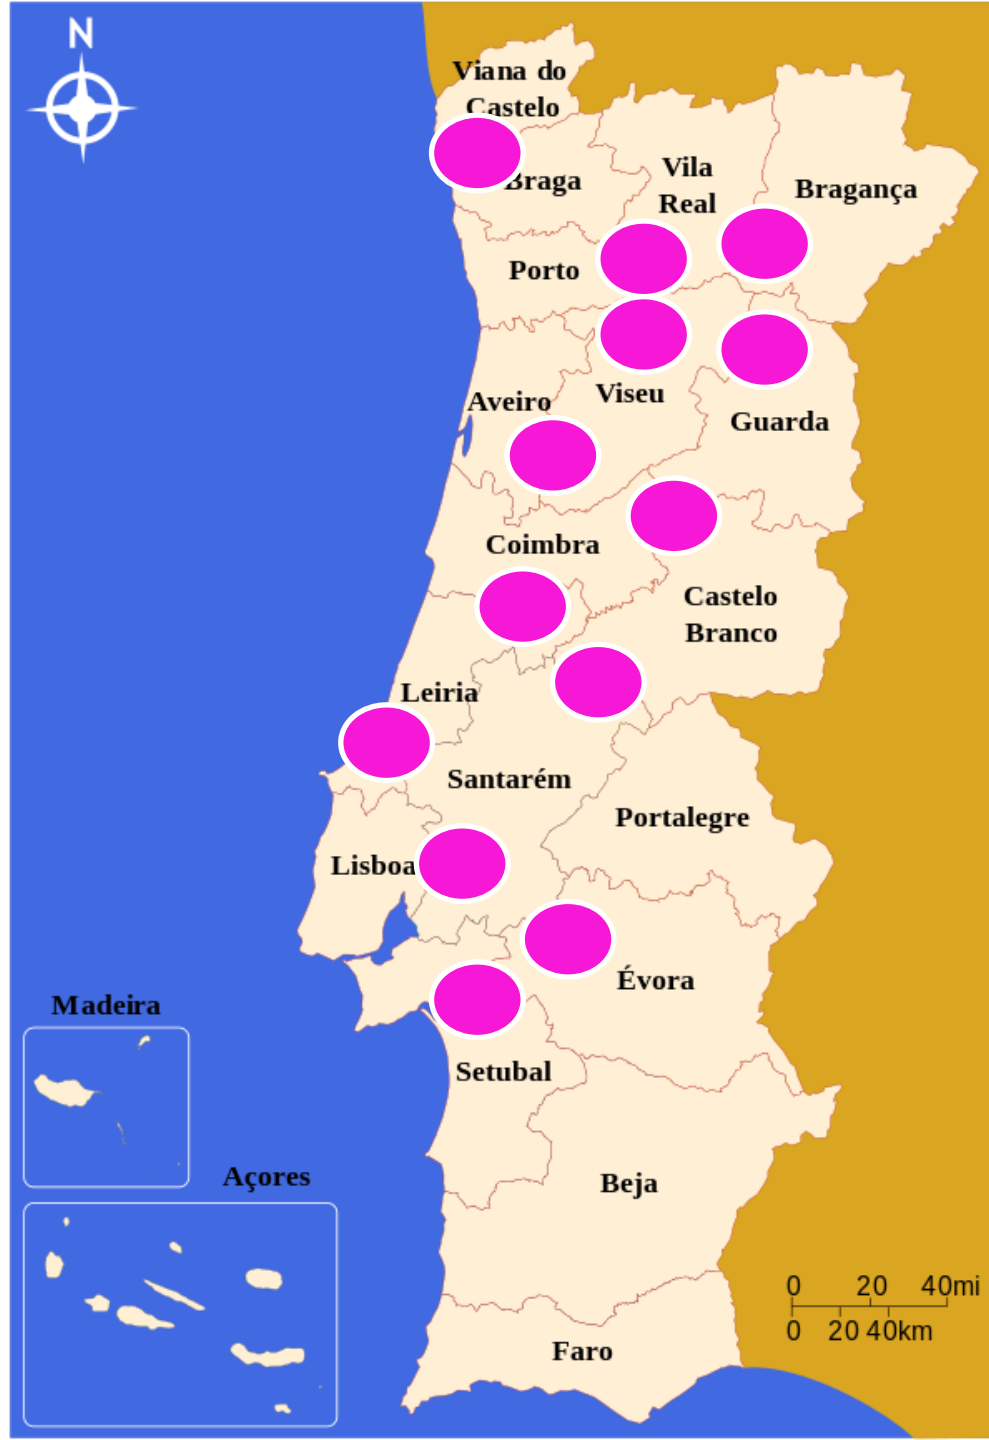 N
Viana do
Castelo
Braga
Vila
Real
Bragança
Porto
Aveiro
Viseu
Guarda
Coimbra
Castelo
Branco
Leiria
Santarém
Portalegre
Lisboa
Évora
Madeira
Setubal
Açores
Beja
0 20 40mi
0 20 40km
Faro